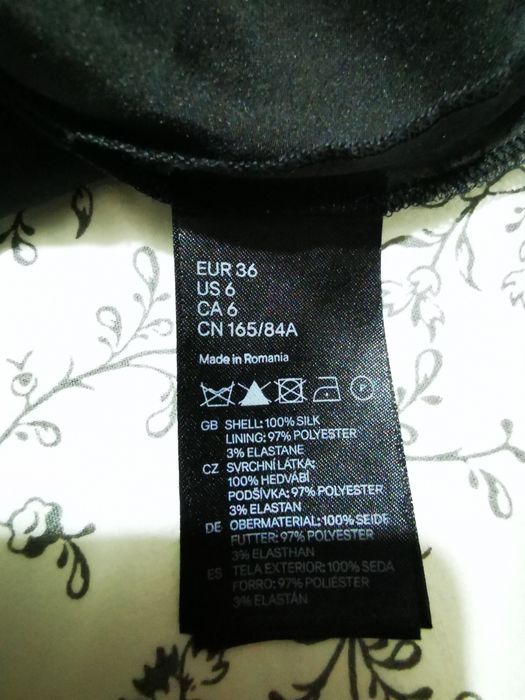 EUR 36
US 6
CA 6
CN 165/84A
Made in Romania
GB SHELL: 100% SILK
LINING: 97% POLYESTER
3% ELASTANE
CZ SVRCHNÍ LÁTKA:
100% HEDVÁBÍ
PODŠÍVKA: 97% POLYESTER
3% ELASTAN
DE OBERMATERIAL: 100% SEIDE
FUTTER: 97% POLYESTER
3% ELASTHAN
ES TELA EXTERIOR: 100% SEDA
FORRO: 97% POLIÉSTER
3% ELASTÁN